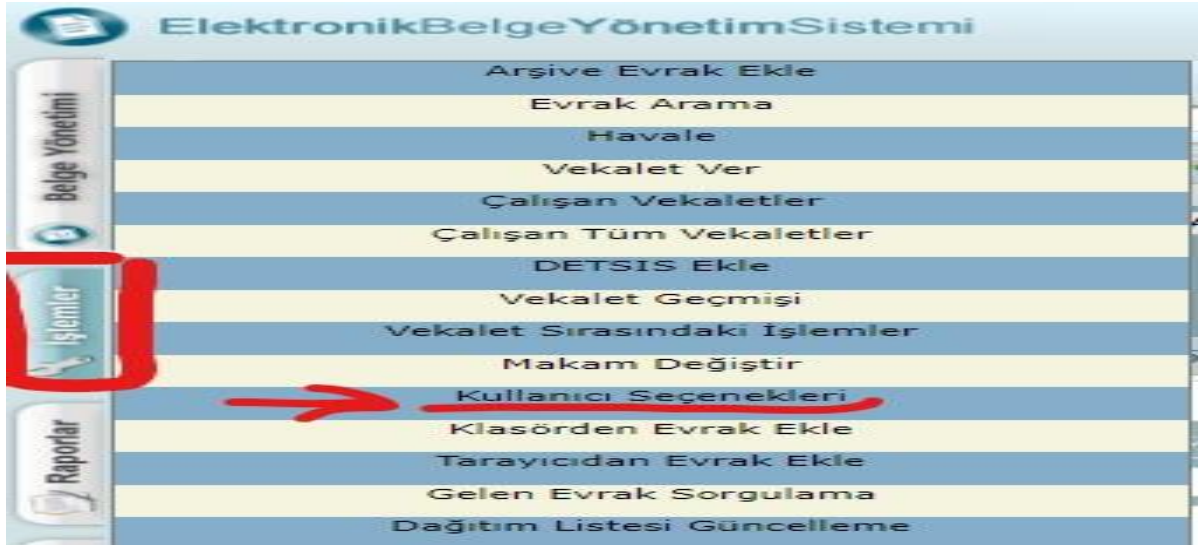 ElektronikBelgeYönetimSistemi
Belge Yönetimi
İşlemler
Raporlar
Arşive Evrak Ekle
Evrak Arama
Havale
Vekalet Ver
Çalışan Vekaletler
Çalışan Tüm Vekaletler
DETSIS Ekle
Vekalet Geçmişi
Vekalet Sırasındaki İşlemler
Makam Değiştir
Kullanıcı Seçenekleri
Klasörden Evrak Ekle
Tarayıcıdan Evrak Ekle
Gelen Evrak Sorgulama
Dağıtım Listesi Güncelleme